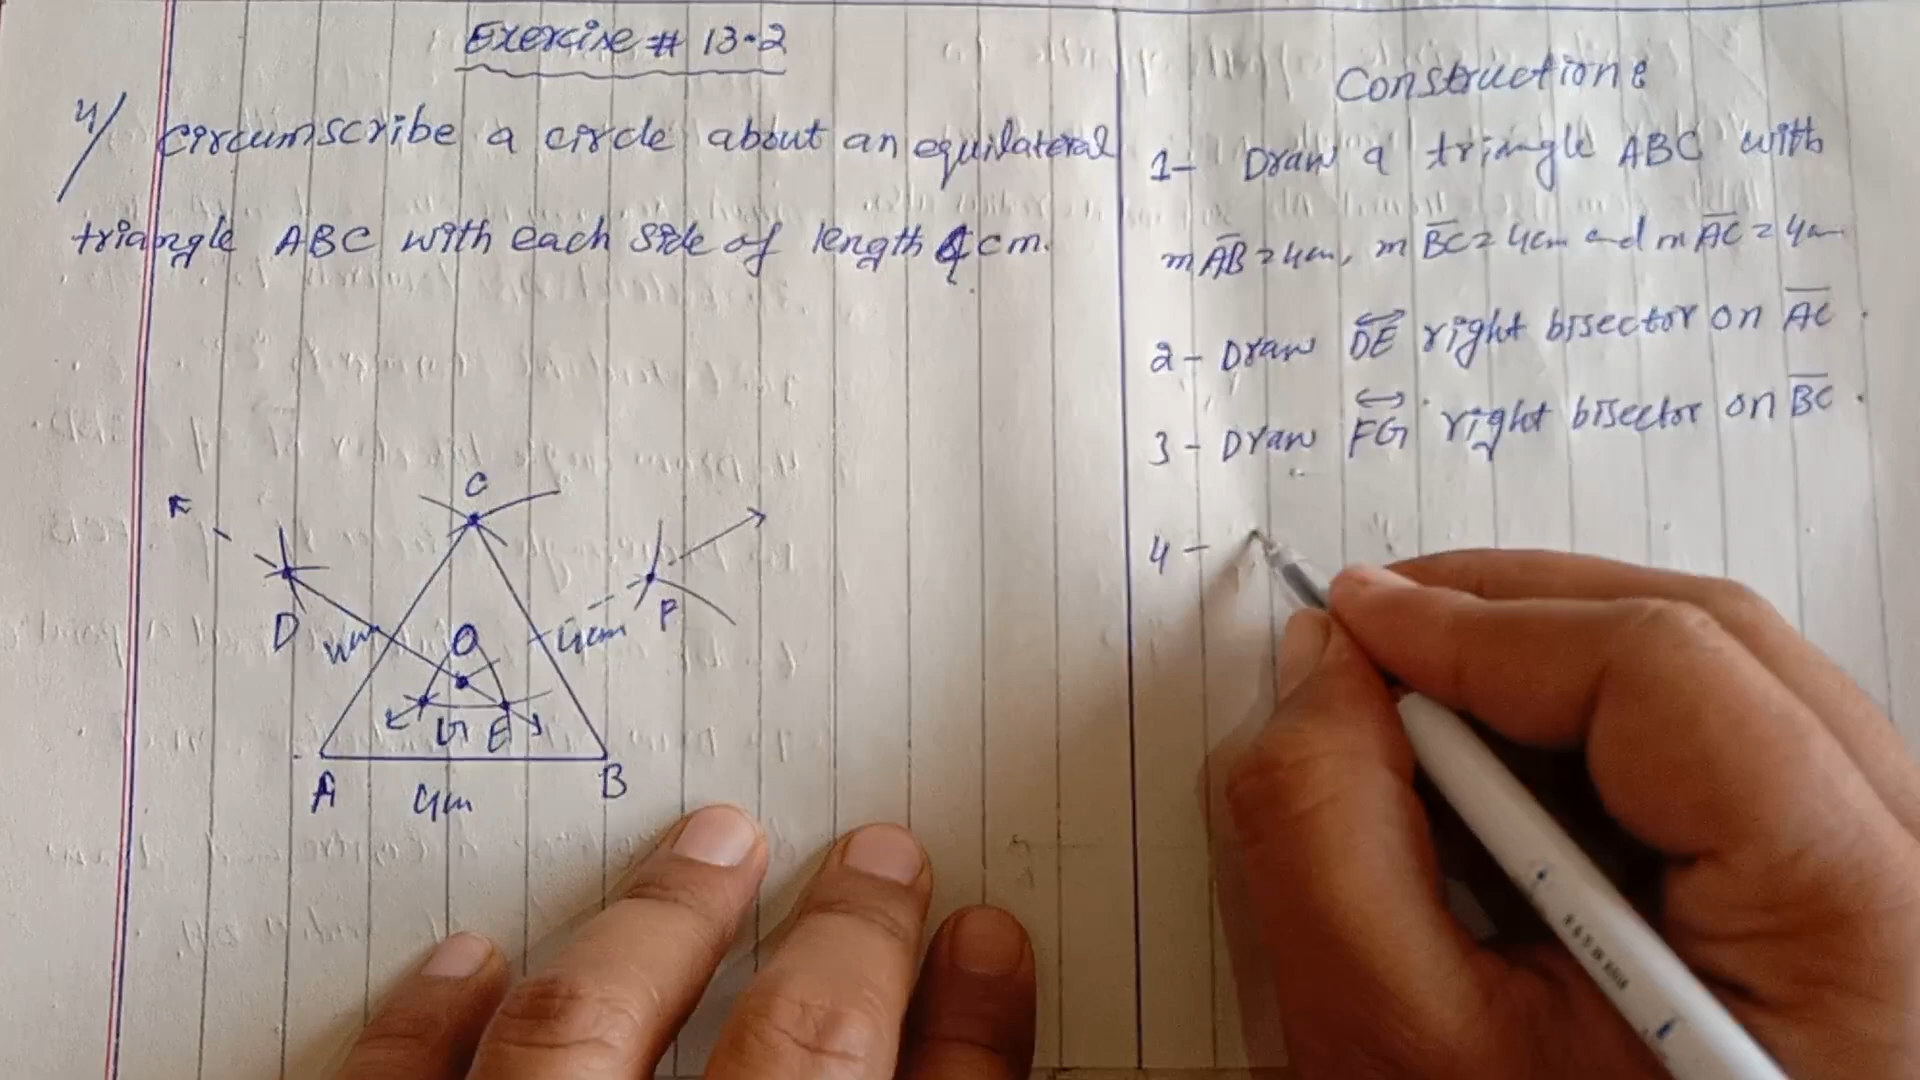 Exercise # 13.2
4/ circumscribe a circle about an equilateral
triangle ABC with each side of length 4cm.
Construction:
1- Draw a triangle ABC with
mAB = 4cm, mBC = 4cm and mAC = 4cm
2- Draw DE right bisector on AC.
3- Draw FG right bisector on BC.
4-
C
D
4cm
O
4cm
F
G
E
A
4cm
B